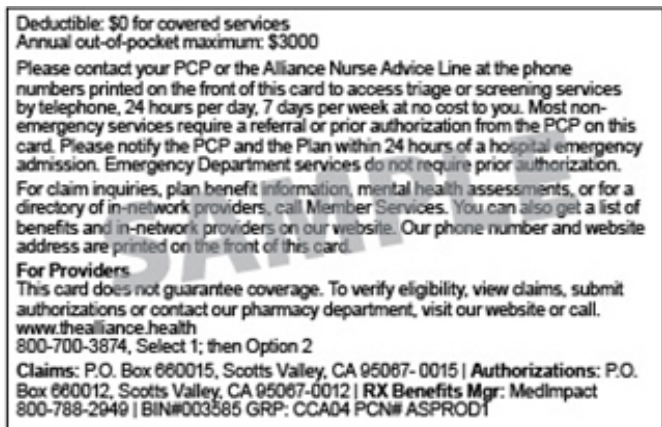 Deductible: $0 for covered services
Annual out-of-pocket maximum: $3000
Please contact your PCP or the Alliance Nurse Advice Line at the phone
numbers printed on the front of this card to access triage or screening services
by telephone, 24 hours per day, 7 days per week at no cost to you. Most non-
emergency services require a referral or prior authorization from the PCP on this
card. Please notify the PCP and the Plan within 24 hours of a hospital emergency
admission. Emergency Department services do not require prior authorization.
For claim inquiries, plan benefit information, mental health assessments, or for a
directory of in-network providers, call Member Services. You can also get a list of
benefits and in-network providers on our website. Our phone number and website
address are printed on the front of this card.
SAMPLE
For Providers
This card does not guarantee coverage. To verify eligibility, view claims, submit
authorizations or contact our pharmacy department, visit our website or call.
www.thealliance.health
800-700-3874, Select 1; then Option 2
Claims: P.O. Box 660015, Scotts Valley, CA 95067- 0015 | Authorizations: P.O.
Box 660012, Scotts Valley, CA 95067-0012 | RX Benefits Mgr: MedImpact
800-788-2949 | BIN#003585 GRP: CCA04 PCN# ASPROD1